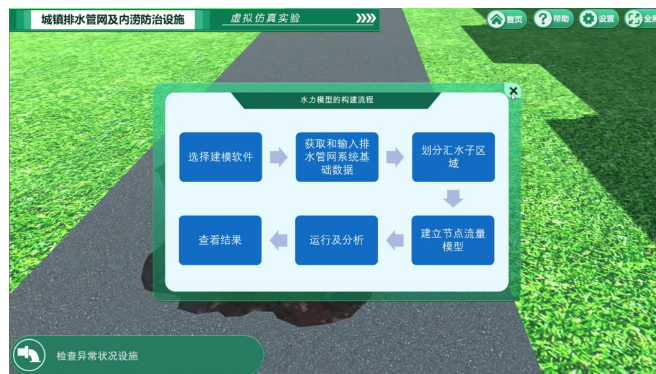 城镇排水管网及内涝防治设施
虚拟仿真实验
首页
帮助
设置
全屏
水力模型的构建流程
选择建模软件
获取和输入排
水管网系统基
础数据
划分汇水子区
域
建立节点流量
模型
运行及分析
查看结果
检查异常状况设施